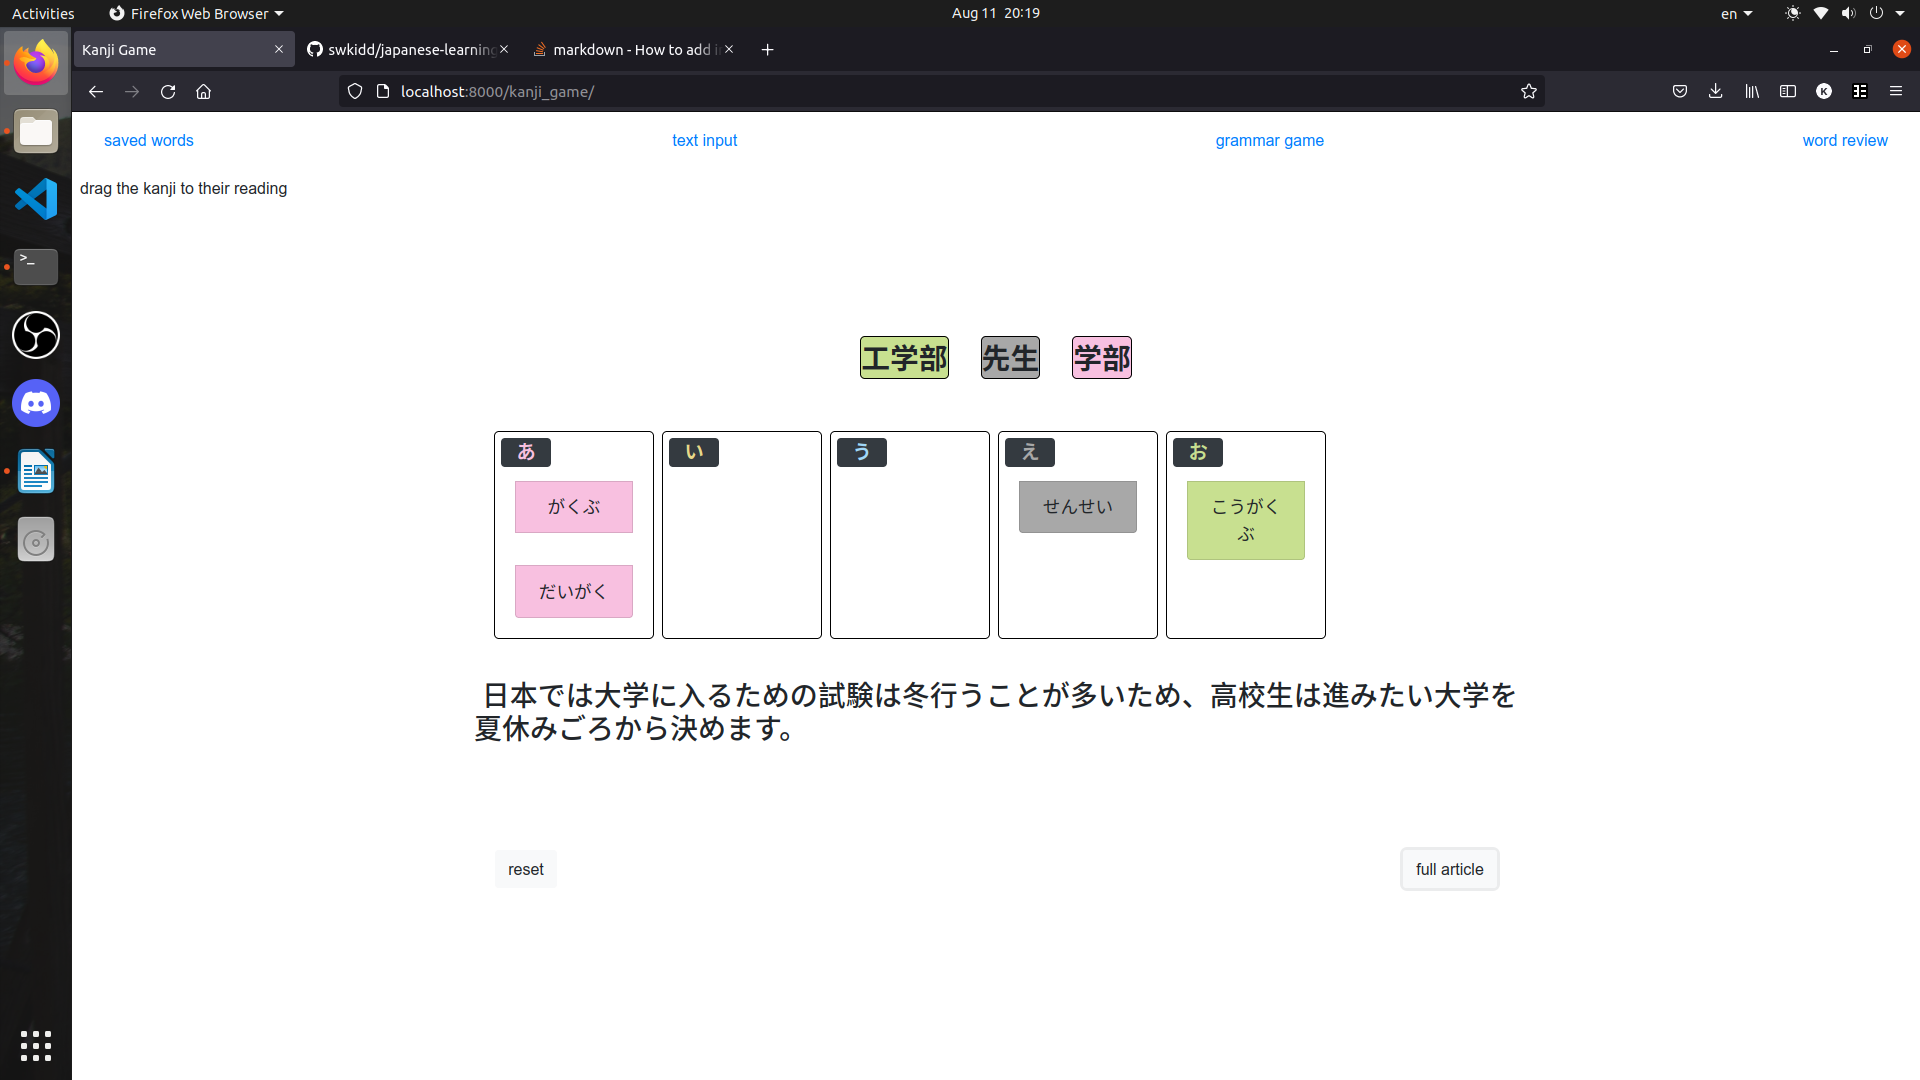 Activities
Firefox Web Browser
Aug 11 20:19
en
Kanji Game
swkidd/japanese-learning
markdown - How to add i
localhost:8000/kanji_game/
saved words
text input
grammar game
word review
drag the kanji to their reading
工学部
先生
学部
あ
い
う
え
お
がくぶ
せんせい
こうがく
ぶ
だいがく
日本では大学に入るための試験は冬行うことが多いため、高校生は進みたい大学を
夏休みごろから決めます。
reset
full article